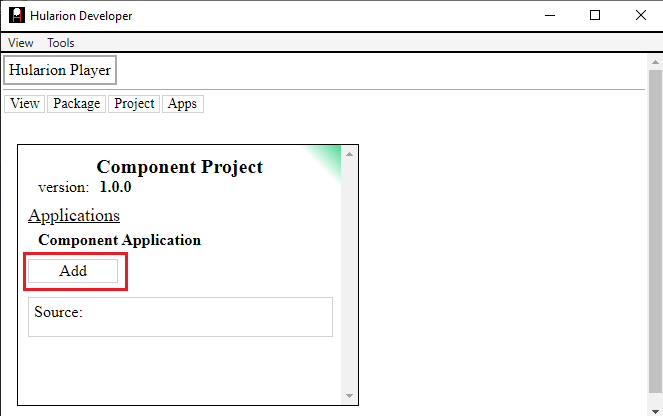 Hularion Developer
View Tools
Hularion Player
View Package Project Apps
Component Project
version: 1.0.0
Applications
Component Application
Add
Source: